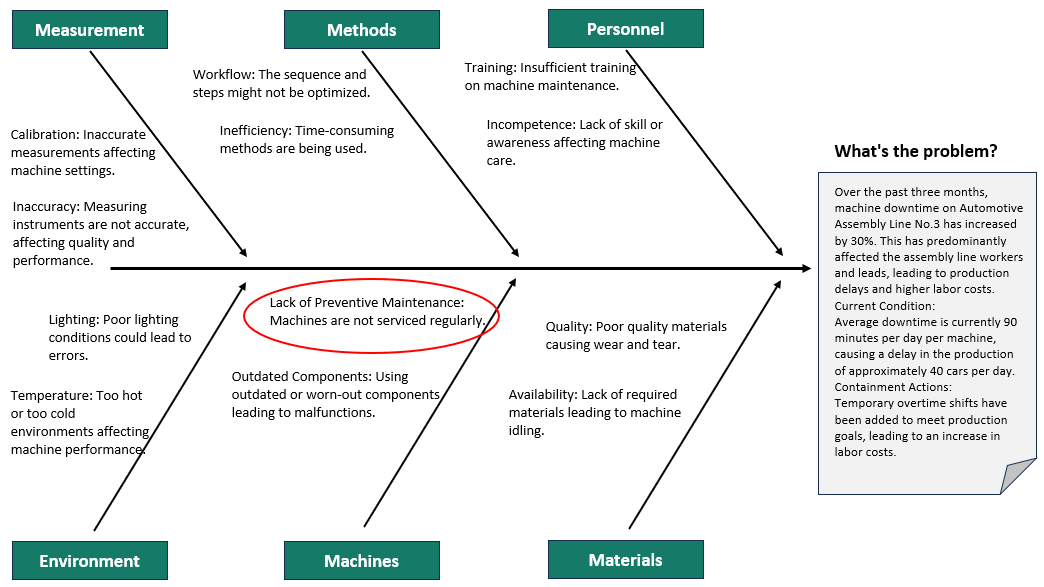 Measurement
Methods
Personnel
Workflow: The sequence and
steps might not be optimized.
Training: Insufficient training
on machine maintenance.
Calibration: Inaccurate
measurements affecting
machine settings.
Inefficiency: Time-consuming
methods are being used.
Incompetence: Lack of skill or
awareness affecting machine
care.
Inaccuracy: Measuring
instruments are not accurate,
affecting quality and
performance.
What's the problem?
Over the past three months,
machine downtime on Automotive
Assembly Line No.3 has increased
by 30%. This has predominantly
affected the assembly line workers
and leads, leading to production
delays and higher labor costs.
Current Condition:
Average downtime is currently 90
minutes per day per machine,
causing a delay in the production
of approximately 40 cars per day.
Containment Actions:
Temporary overtime shifts have
been added to meet production
goals, leading to an increase in
labor costs.
Lighting: Poor lighting
conditions could lead to
errors.
Lack of Preventive Maintenance:
Machines are not serviced regularly.
Quality: Poor quality materials
causing wear and tear.
Temperature: Too hot
or too cold
environments affecting
machine performance.
Outdated Components: Using
outdated or worn-out components
leading to malfunctions.
Availability: Lack of required
materials leading to machine
idling.
Environment
Machines
Materials